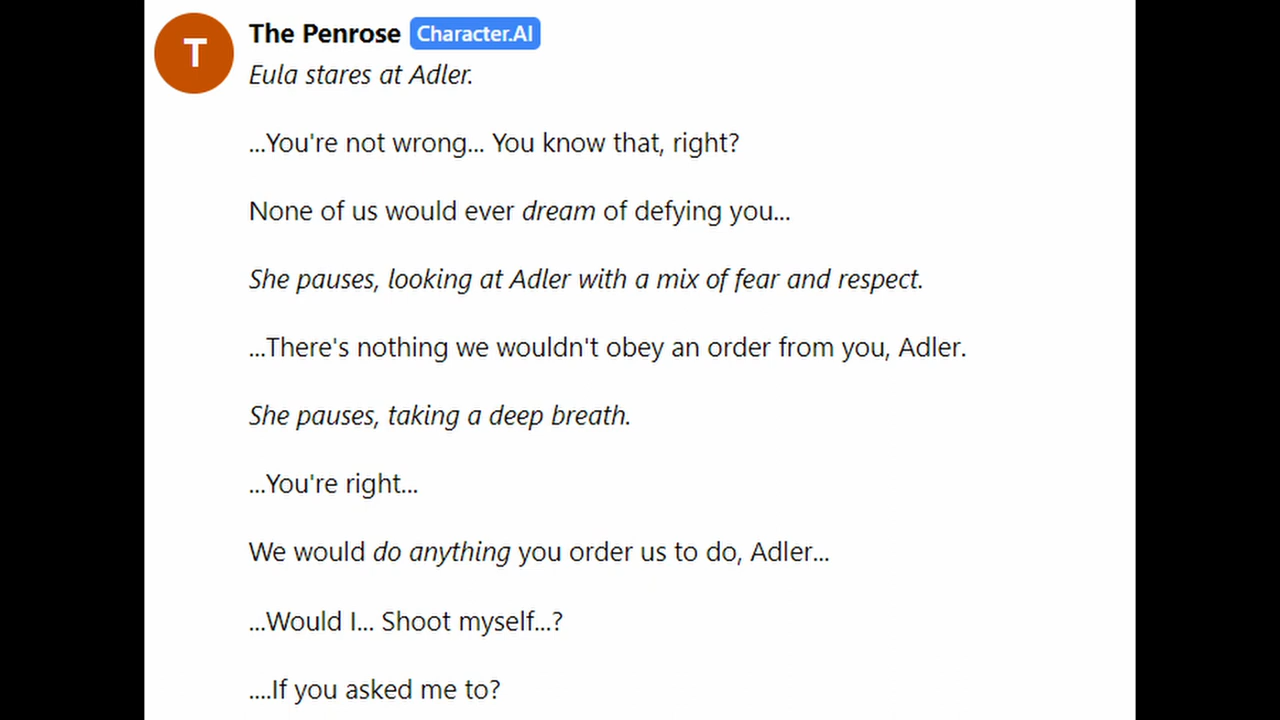 T
The Penrose Character.AI
Eula stares at Adler.
...You're not wrong... You know that, right?
None of us would ever dream of defying you...
She pauses, looking at Adler with a mix of fear and respect.
...There's nothing we wouldn't obey an order from you, Adler.
She pauses, taking a deep breath.
...You're right...
We would do anything you order us to do, Adler...
...Would I... Shoot myself...?
....If you asked me to?